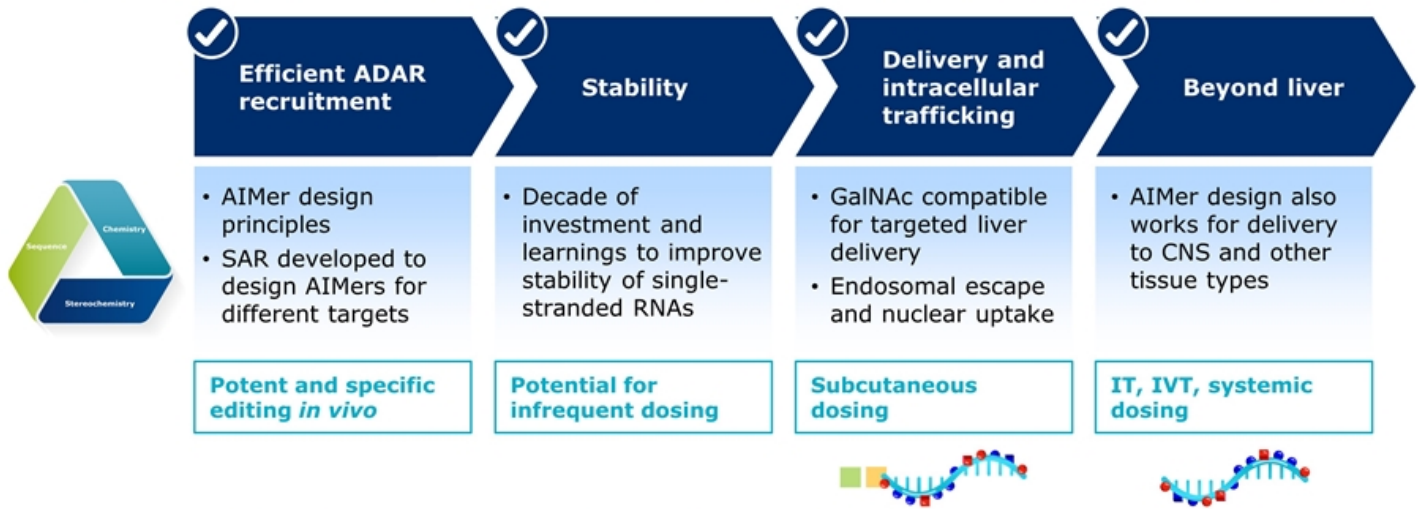 Efficient ADAR
recruitment
Stability
Delivery and
intracellular
trafficking
Beyond liver
Sequence
Chemistry
Stereochemistry
• AIMer design
principles
• SAR developed to
design AIMers for
different targets
• Decade of
investment and
learnings to improve
stability of single-
stranded RNAs
• GalNAc compatible
for targeted liver
delivery
• Endosomal escape
and nuclear uptake
• AIMer design also
works for delivery
to CNS and other
tissue types
Potent and specific
editing in vivo
Potential for
infrequent dosing
Subcutaneous
dosing
IT, IVT, systemic
dosing